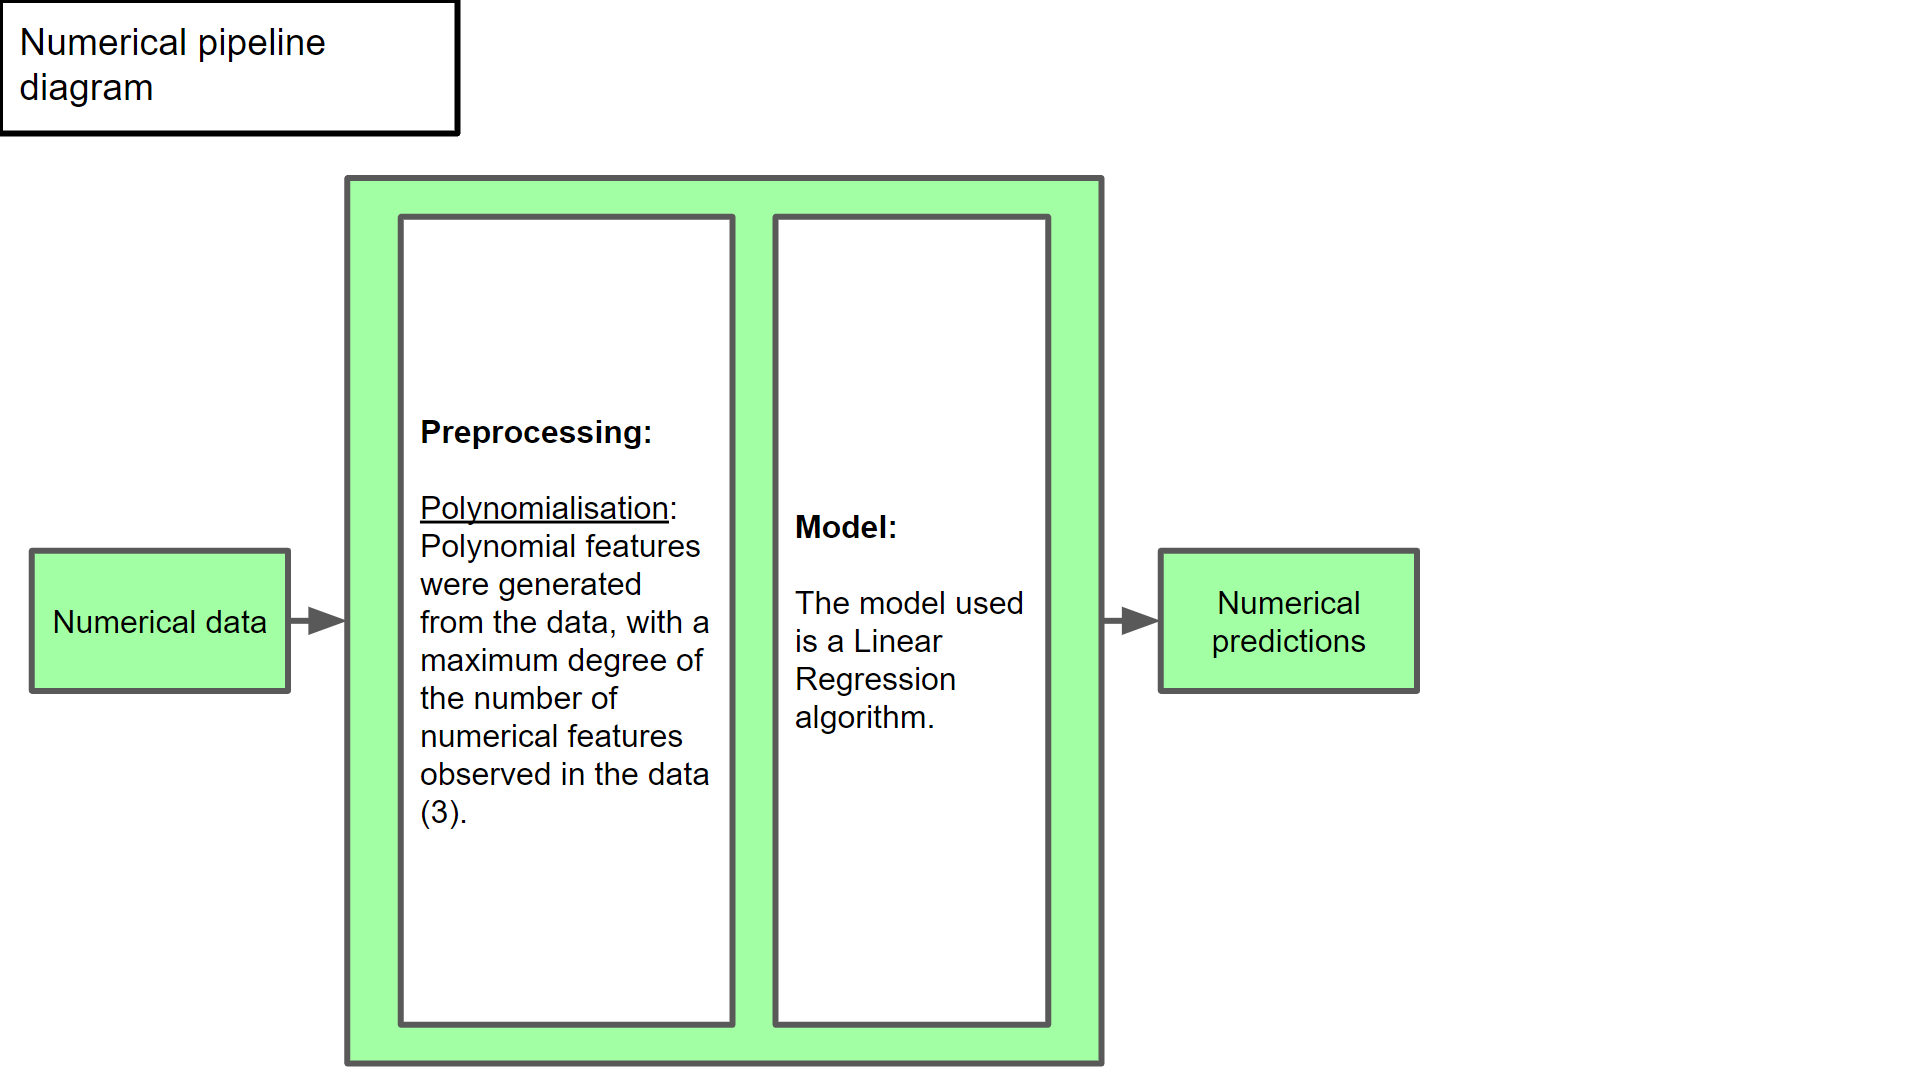 Numerical pipeline
diagram
Numerical data
Preprocessing:
Polynomialisation:
Polynomial features
were generated
from the data, with a
maximum degree of
the number of
numerical features
observed in the data
(3).
Model:
The model used
is a Linear
Regression
algorithm.
Numerical
predictions